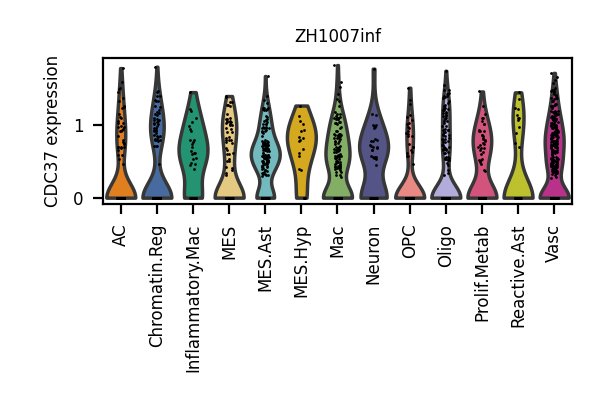 ZH1007inf
CDC37 expression
1
0
AC
Chromatin.Reg
Inflammatory.Mac
MES
MES.Ast
MES.Hyp
Mac
Neuron
OPC
Oligo
Prolif.Metab
Reactive.Ast
Vasc